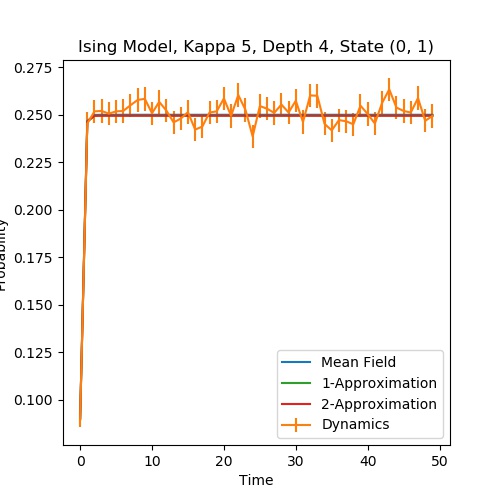 Ising Model, Kappa 5, Depth 4, State (0, 1)
0.275
0.250
0.225
0.200
0.175
0.150
0.125
0.100
Probability
Mean Field
1-Approximation
2-Approximation
Dynamics
0 10 20 30 40 50
Time